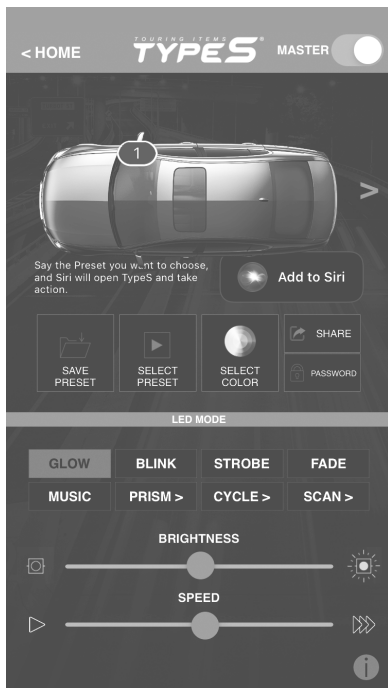 < HOME
TOURING ITEMS
TYPES®
MASTER
1
>
Say the Preset you want to choose,
and Siri will open TypeS and take
action.
Add to Siri
SAVE
PRESET
SELECT
PRESET
SELECT
COLOR
SHARE
PASSWORD
LED MODE
GLOW
BLINK
STROBE
FADE
MUSIC
PRISM >
CYCLE >
SCAN >
BRIGHTNESS
SPEED
i